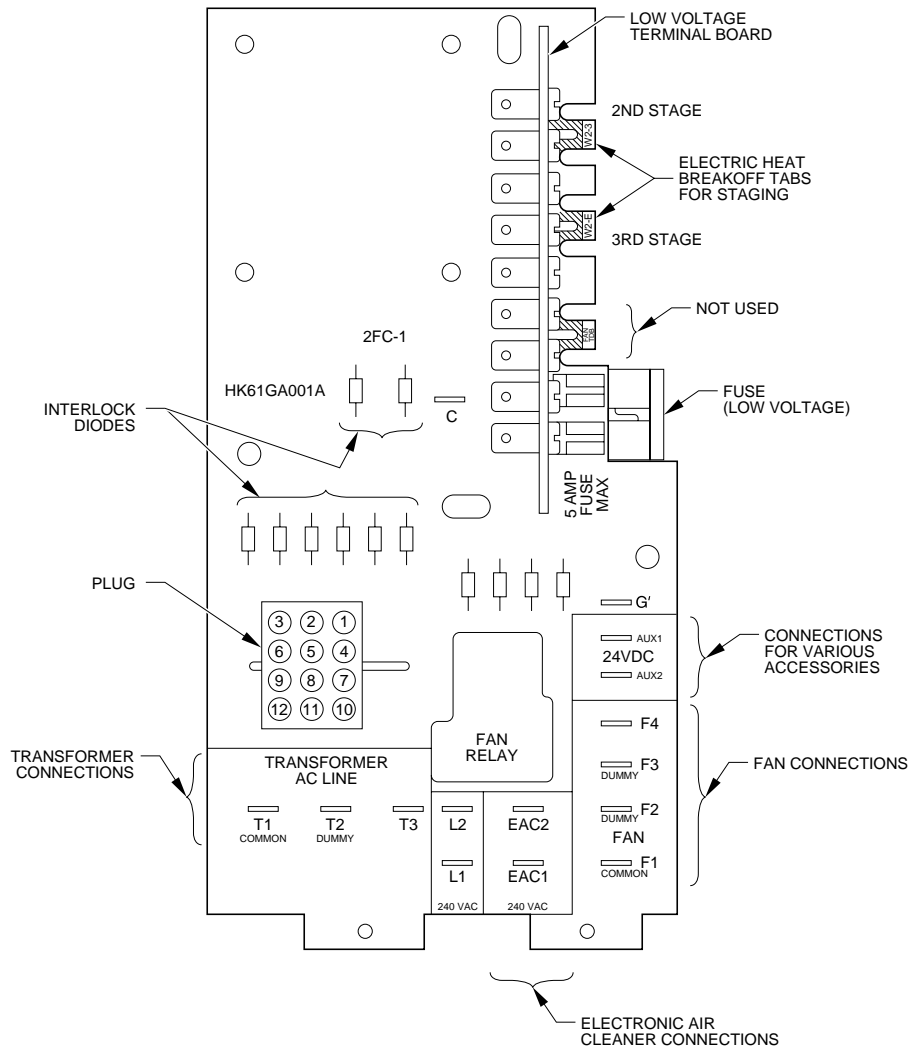 LOW VOLTAGE
TERMINAL BOARD
2ND STAGE
W2-3
ELECTRIC HEAT
BREAKOFF TABS
FOR STAGING
W2-E
3RD STAGE
NOT USED
FAN
TDB
2FC-1
HK61GA001A
INTERLOCK
DIODES
C
FUSE
(LOW VOLTAGE)
5 AMP
FUSE
MAX
PLUG
3 2 1
6 5 4
9 8 7
12 11 10
G'
AUX1
24VDC
AUX2
CONNECTIONS
FOR VARIOUS
ACCESSORIES
FAN
RELAY
F4
F3
DUMMY
F2
DUMMY
FAN
F1
COMMON
FAN CONNECTIONS
TRANSFORMER
CONNECTIONS
TRANSFORMER
AC LINE
T1
COMMON
T2
DUMMY
T3
L2
L1
240 VAC
EAC2
EAC1
240 VAC
ELECTRONIC AIR
CLEANER CONNECTIONS